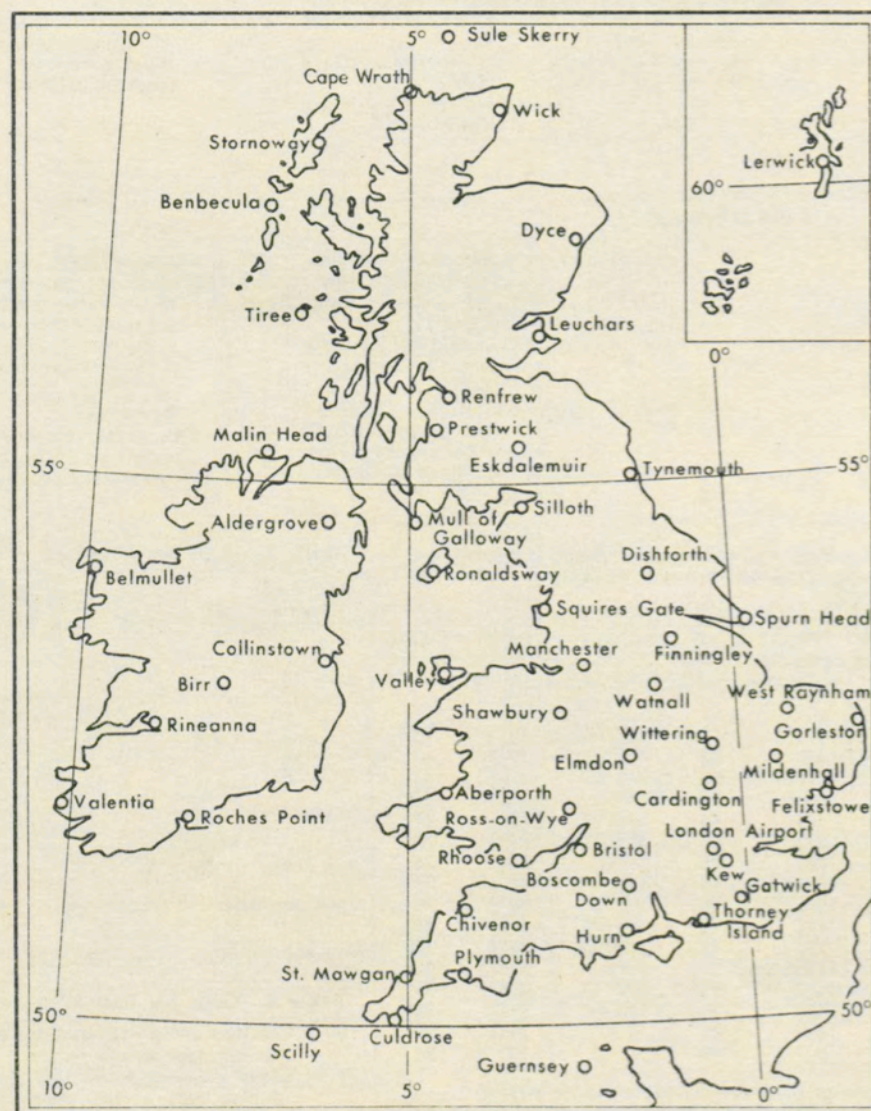 10°
5°
Sule Skerry
Cape Wrath
Wick
Stornoway
Lerwick
60°
Benbecula
Dyce
Tiree
Leuchars
0°
Renfrew
Malin Head
Prestwick
Eskdalemuir
55°
Tynemouth
55°
Aldergrove
Mull of
Galloway
Silloth
Dishforth
Belmullet
Ronaldsway
Squires Gate
Spurn Head
Collinstown
Manchester
Finningley
Birr
Valley
Watnall
West Raynham
Rineanna
Shawbury
Wittering
Gorleston
Elmdon
Mildenhall
Valentia
Aberporth
Cardington
Felixstowe
Roches Point
Ross-on-Wye
London Airport
Rhoose
Bristol
Kew
Boscombe
Down
Gatwick
Chivenor
Hurn
Thorney
Island
St. Mawgan
Plymouth
50°
50°
Scilly
Culdrose
Guernsey
10°
5°
0°